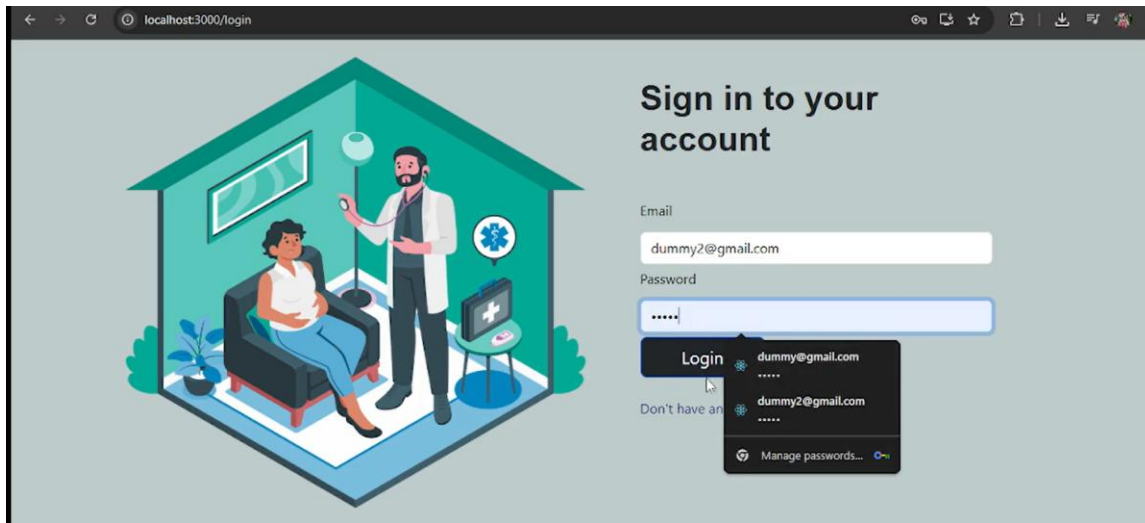 localhost:3000/login
Sign in to your
account
Email
dummy2@gmail.com
Password
•••••
Login
dummy@gmail.com
•••••
dummy2@gmail.com
•••••
Don't have an
Manage passwords...